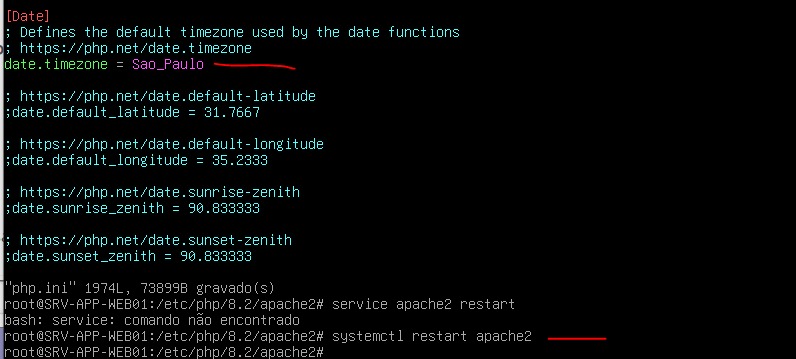 [Date]
; Defines the default timezone used by the date functions
; https://php.net/date.timezone
date.timezone = Sao_Paulo
; https://php.net/date.default-latitude
;date.default_latitude = 31.7667
; https://php.net/date.default-longitude
;date.default_longitude = 35.2333
; https://php.net/date.sunrise-zenith
;date.sunrise_zenith = 90.833333
; https://php.net/date.sunset-zenith
;date.sunset_zenith = 90.833333
"php.ini" 1974L, 73899B gravado(s)
root@SRV-APP-WEB01:/etc/php/8.2/apache2# service apache2 restart
bash: service: comando não encontrado
root@SRV-APP-WEB01:/etc/php/8.2/apache2# systemctl restart apache2
root@SRV-APP-WEB01:/etc/php/8.2/apache2#